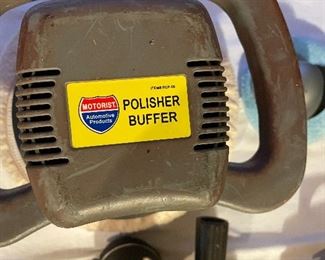 MOTORIST
Automotive
Products
POLISHER
BUFFER